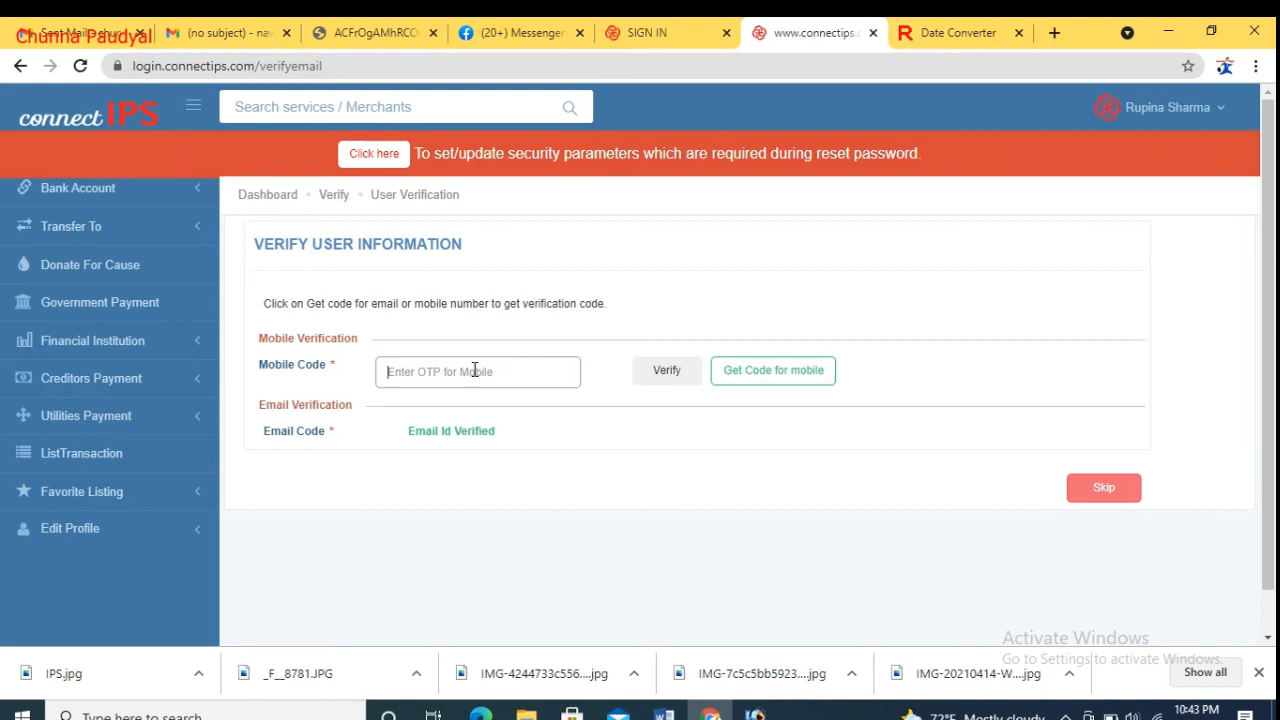 Chunna Paudyal
(no subject) - nav
ACFrOgAMhRCO
(20+) Messenger
SIGN IN
www.connectips.c
Date Converter
login.connectips.com/verifyemail
connectIPS
Search services / Merchants
Rupina Sharma
Click here To set/update security parameters which are required during reset password.
Bank Account
Transfer To
Donate For Cause
Government Payment
Financial Institution
Creditors Payment
Utilities Payment
ListTransaction
Favorite Listing
Edit Profile
Dashboard Verify User Verification
VERIFY USER INFORMATION
Click on Get code for email or mobile number to get verification code.
Mobile Verification
Mobile Code * Enter OTP for Mobile Verify Get Code for mobile
Email Verification
Email Code * Email Id Verified
Skip
Activate Windows
Go to Settings to activate Windows.
IPS.jpg
_F__8781.JPG
IMG-4244733c556....jpg
IMG-7c5c5bb5923....jpg
IMG-20210414-W....jpg
Show all
Type here to search
72°F Mostly cloudy
10:43 PM